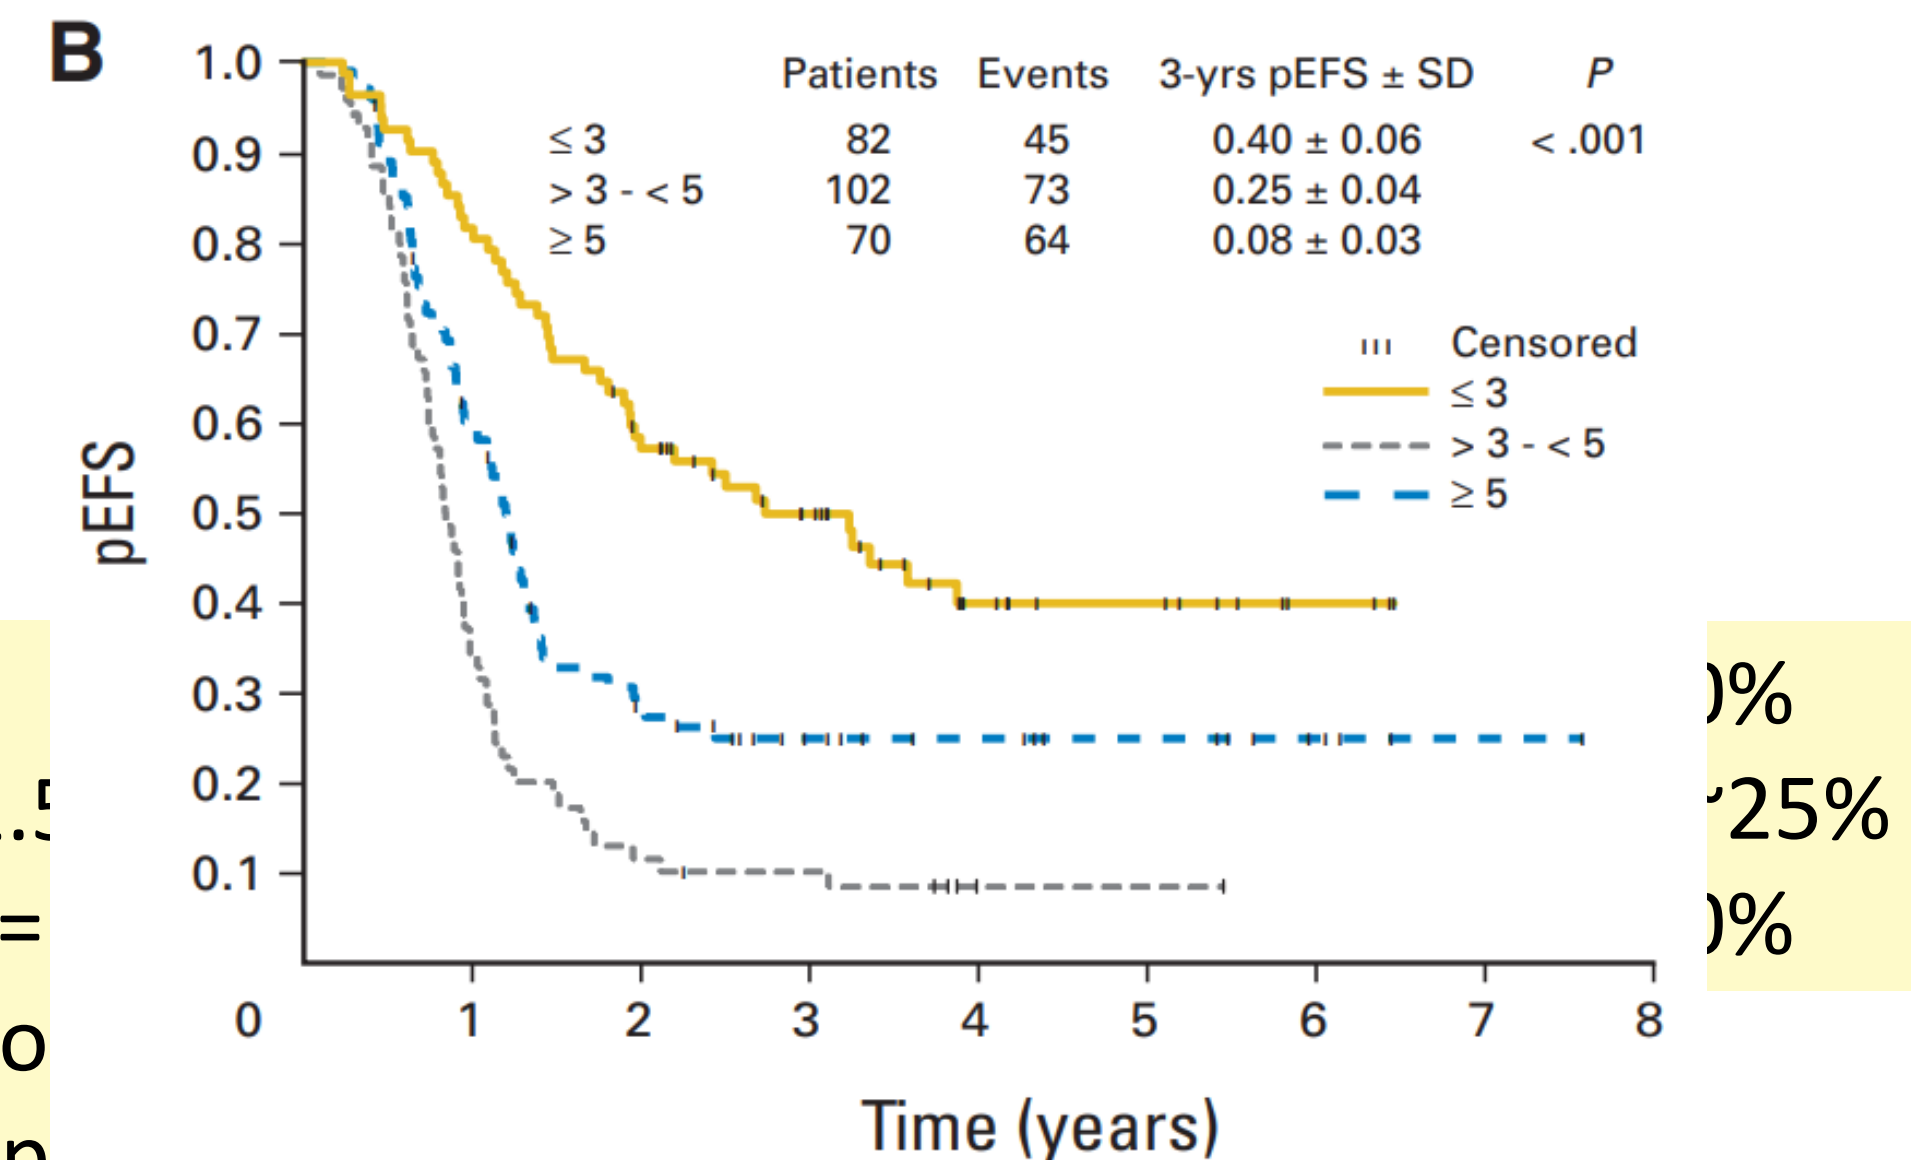 B
Patients Events 3-yrs pEFS ± SD P
≤ 3 82 45 0.40 ± 0.06 < .001
> 3 - < 5 102 73 0.25 ± 0.04
≥ 5 70 64 0.08 ± 0.03
Censored
≤ 3
> 3 - < 5
≥ 5
pEFS
1.0
0.9
0.8
0.7
0.6
0.5
0.4
0.3
0.2
0.1
0 1 2 3 4 5 6 7 8
Time (years)
0%
~25%
0%
=
o
p